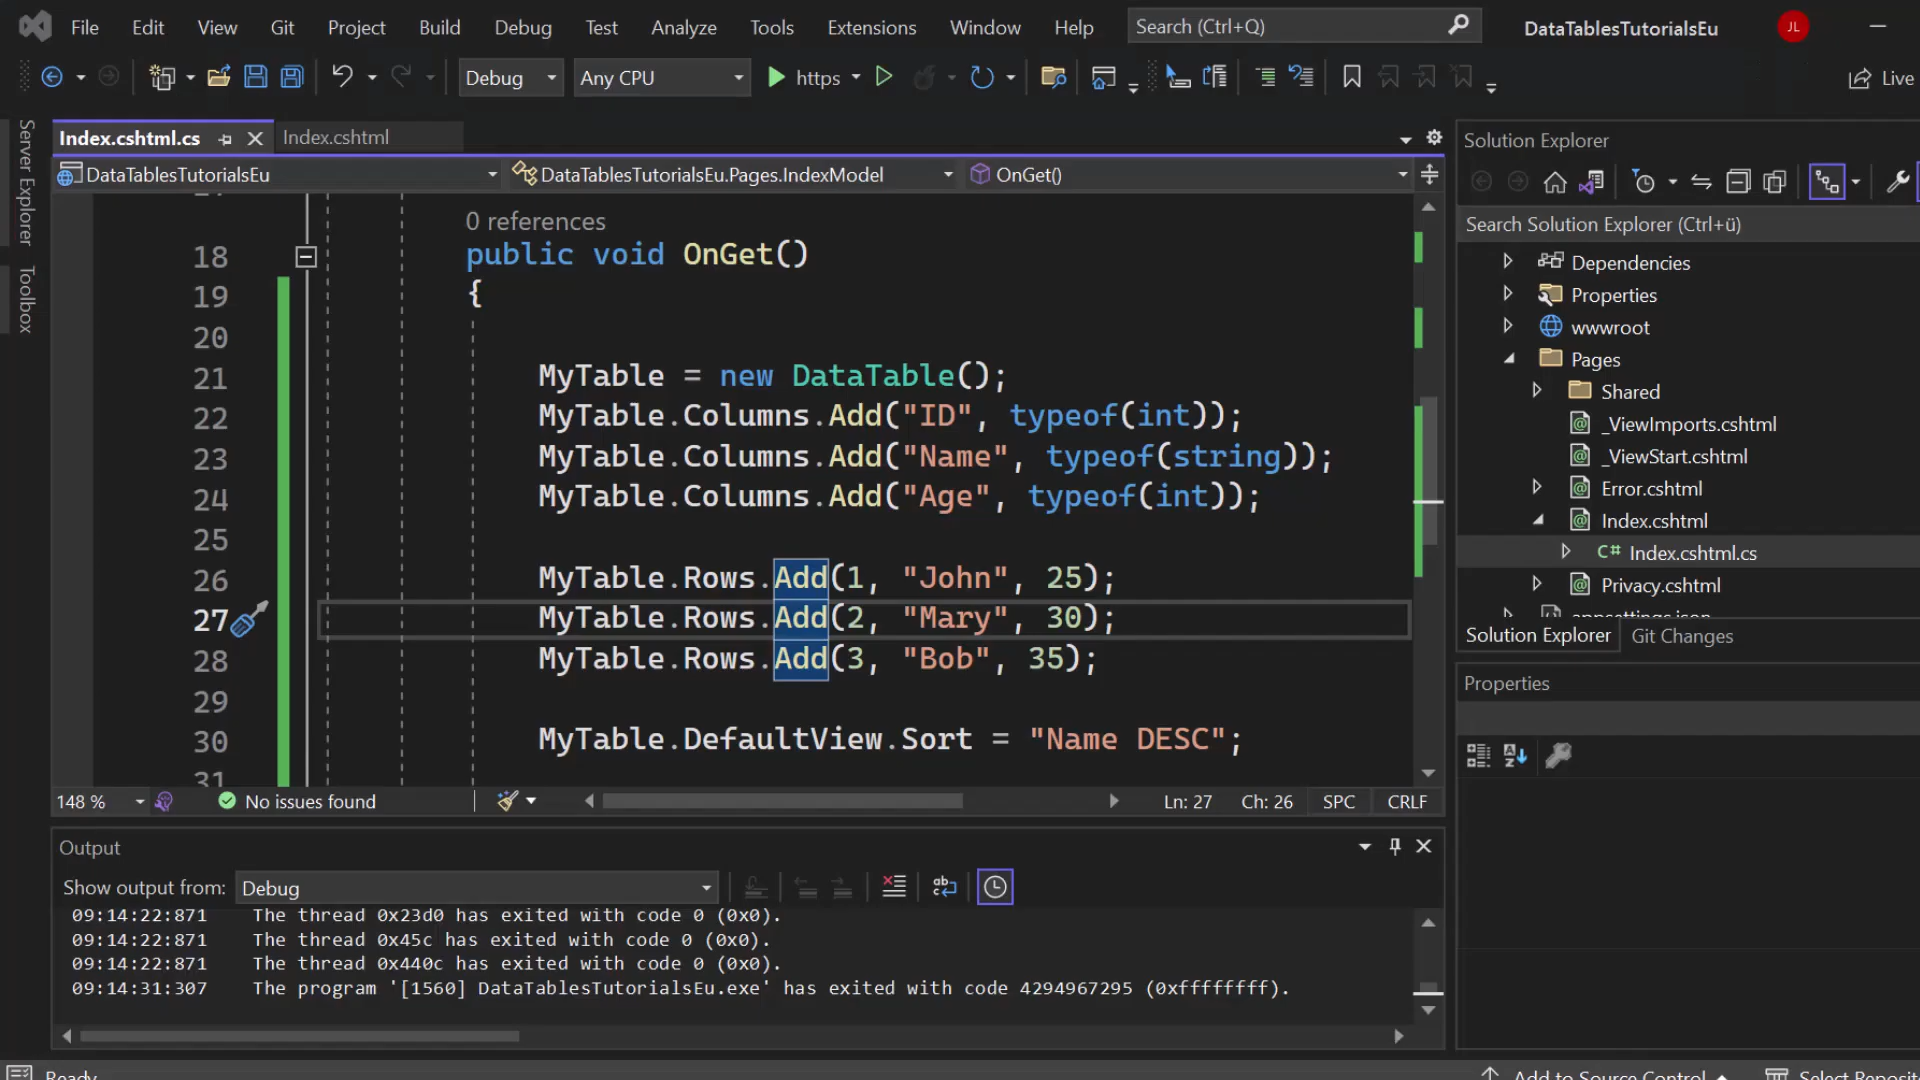 File Edit View Git Project Build Debug Test Analyze Tools Extensions Window Help Search (Ctrl+Q) DataTablesTutorialsEu JL
Debug Any CPU https Live
Server Explorer
Toolbox
Index.cshtml.cs Index.cshtml
DataTablesTutorialsEu DataTablesTutorialsEu.Pages.IndexModel OnGet()
0 references
18 public void OnGet()
19 {
20
21 MyTable = new DataTable();
22 MyTable.Columns.Add("ID", typeof(int));
23 MyTable.Columns.Add("Name", typeof(string));
24 MyTable.Columns.Add("Age", typeof(int));
25
26 MyTable.Rows.Add(1, "John", 25);
27 MyTable.Rows.Add(2, "Mary", 30);
28 MyTable.Rows.Add(3, "Bob", 35);
29
30 MyTable.DefaultView.Sort = "Name DESC";
31
148 % No issues found Ln: 27 Ch: 26 SPC CRLF
Output
Show output from: Debug
09:14:22:871 The thread 0x23d0 has exited with code 0 (0x0).
09:14:22:871 The thread 0x45c has exited with code 0 (0x0).
09:14:22:871 The thread 0x440c has exited with code 0 (0x0).
09:14:31:307 The program '[1560] DataTablesTutorialsEu.exe' has exited with code 4294967295 (0xffffffff).
Solution Explorer
Search Solution Explorer (Ctrl+ü)
Dependencies
Properties
wwwroot
Pages
Shared
_ViewImports.cshtml
_ViewStart.cshtml
Error.cshtml
Index.cshtml
C# Index.cshtml.cs
Privacy.cshtml
appsettings.json
Solution Explorer Git Changes
Properties
Ready Add to Source Control Select Reposit